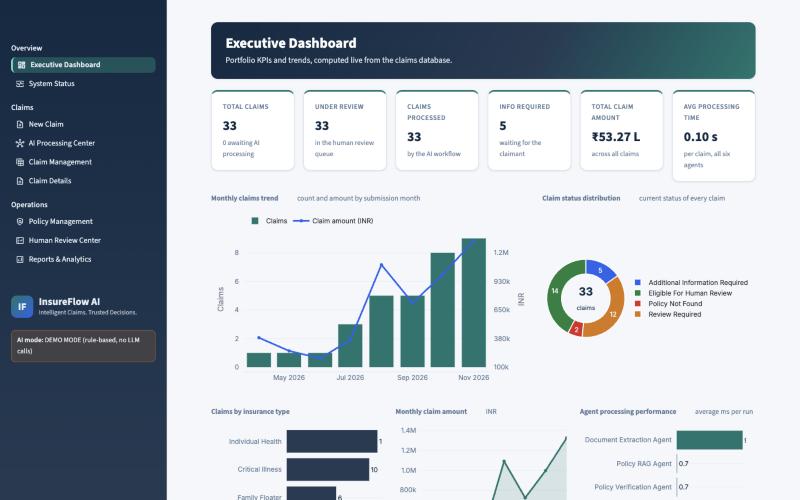 Overview
Executive Dashboard
System Status
Claims
New Claim
AI Processing Center
Claim Management
Claim Details
Operations
Policy Management
Human Review Center
Reports & Analytics
IF
InsureFlow AI
Intelligent Claims. Trusted Decisions.
AI mode: DEMO MODE (rule-based, no LLM
calls)
Executive Dashboard
Portfolio KPIs and trends, computed live from the claims database.
TOTAL CLAIMS
33
0 awaiting AI
processing
UNDER REVIEW
33
in the human review
queue
CLAIMS
PROCESSED
33
by the AI workflow
INFO REQUIRED
5
waiting for the
claimant
TOTAL CLAIM
AMOUNT
₹53.27 L
across all claims
AVG PROCESSING
TIME
0.10 s
per claim, all six
agents
Monthly claims trend count and amount by submission month
Claims Claim amount (INR)
Claims
8
6
4
2
0
1.2M
930k
650k
380k
100k
INR
May 2026 Jul 2026 Sep 2026 Nov 2026
Claim status distribution current status of every claim
5
14
12
2
33
claims
Additional Information Required
Eligible For Human Review
Policy Not Found
Review Required
Claims by insurance type
Individual Health
Critical Illness 10
Family Floater 6
Monthly claim amount INR
1.4M
1.2M
1.0M
800k
Agent processing performance average ms per run
Document Extraction Agent
Policy RAG Agent 0.7
Policy Verification Agent 0.7